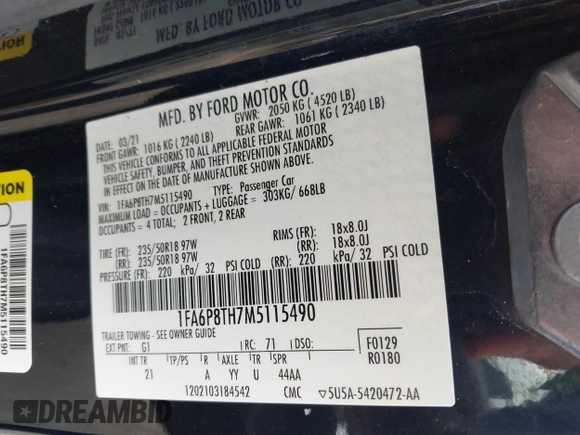 MFD. BY FORD MOTOR CO.
DATE: 03/21 GVWR: 2050 KG ( 4520 LB)
FRONT GAWR: 1016 KG ( 2240 LB) REAR GAWR: 1061 KG ( 2340 LB)
THIS VEHICLE CONFORMS TO ALL APPLICABLE FEDERAL MOTOR
VEHICLE SAFETY, BUMPER, AND THEFT PREVENTION STANDARDS
IN EFFECT ON THE DATE OF MANUFACTURE SHOWN ABOVE.
VEHICLE: 1FA6P8TH7M5115490 TYPE: Passenger Car
MAXIMUM LOAD = OCCUPANTS + LUGGAGE = 303KG/ 668LB
OCCUPANTS = 4 TOTAL; 2 FRONT, 2 REAR
TIRE (FR): 235/50R18 97W RIMS (FR): 18x8.0J
(RR): 235/50R18 97W (RR): 18x8.0J
PRESSURE (FR): 220 kPa/ 32 PSI COLD (RR): 220 kPa/ 32 PSI COLD
1FA6P8TH7M5115490
TRAILER TOWING - SEE OWNER GUIDE
EXT PNT: G1 RC: 71 DSO: F0129
INT TR TP/PS R AXLE TR SPR R0180
21 A YY U 44AA
1202103184542 CMC 5U5A-5420472-AA
1FA6P8TH7M5115490
DREAMBID.COM